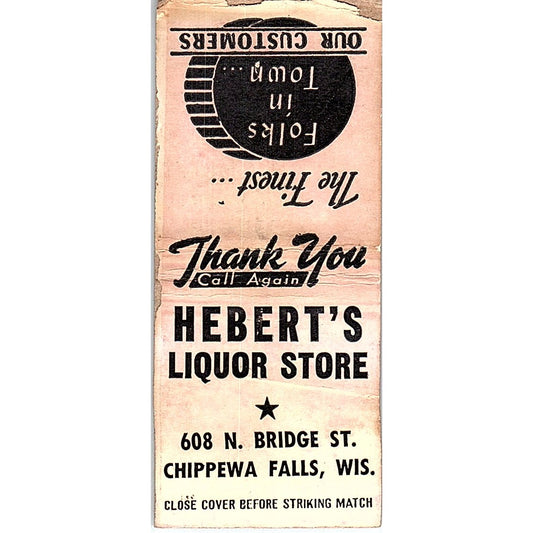 The Finest...
Folks
in
Town...
OUR CUSTOMERS
Thank You
Call Again
HEBERT'S
LIQUOR STORE
608 N. BRIDGE ST.
CHIPPEWA FALLS, WIS.
CLOSE COVER BEFORE STRIKING MATCH